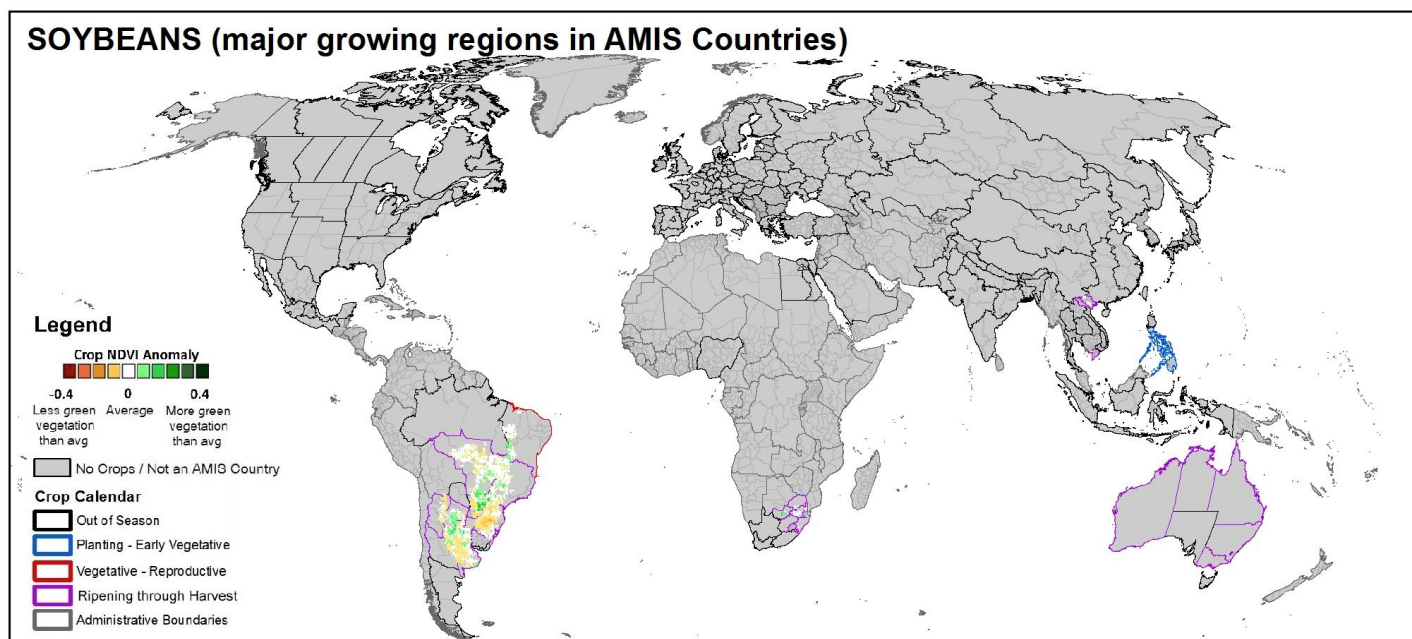 SOYBEANS (major growing regions in AMIS Countries)
Legend
Crop NDVI Anomaly
-0.4 0 0.4
Less green vegetation than avg
Average
More green vegetation than avg
No Crops / Not an AMIS Country
Crop Calendar
Out of Season
Planting - Early Vegetative
Vegetative - Reproductive
Ripening through Harvest
Administrative Boundaries